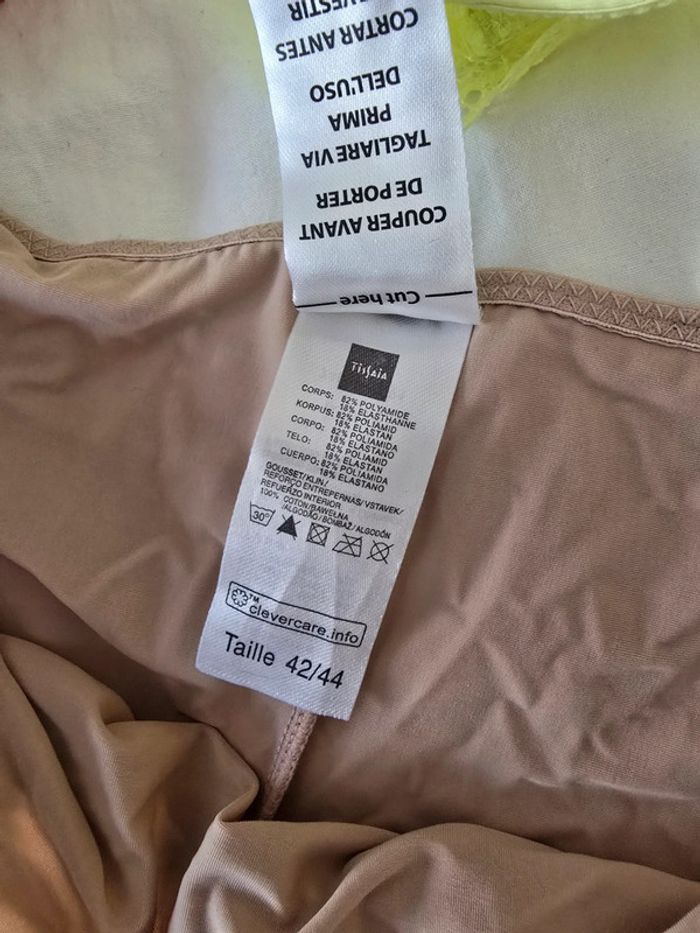 VESTIR
CORTAR ANTES
DELL'USO
PRIMA
TAGLIARE VIA
DE PORTER
COUPER AVANT
Cut here
TISSAIA
CORPS: 82% POLYAMIDE
18% ELASTHANNE
KORPUS: 82% POLIAMID
18% ELASTAN
CORPO: 82% POLIAMIDA
18% ELASTANO
TELO: 82% POLIAMID
18% ELASTAN
CUERPO: 82% POLIAMIDA
18% ELASTANO
GOUSSET/KLIN/
REFORÇO ENTREPERNAS/VSTAVEK/
REFUERZO INTERIOR
100% COTON/BAWEŁNA
/ALGODÃO/BOMBAŽ/ALGODÓN
30°
TM
clevercare.info
Taille 42/44